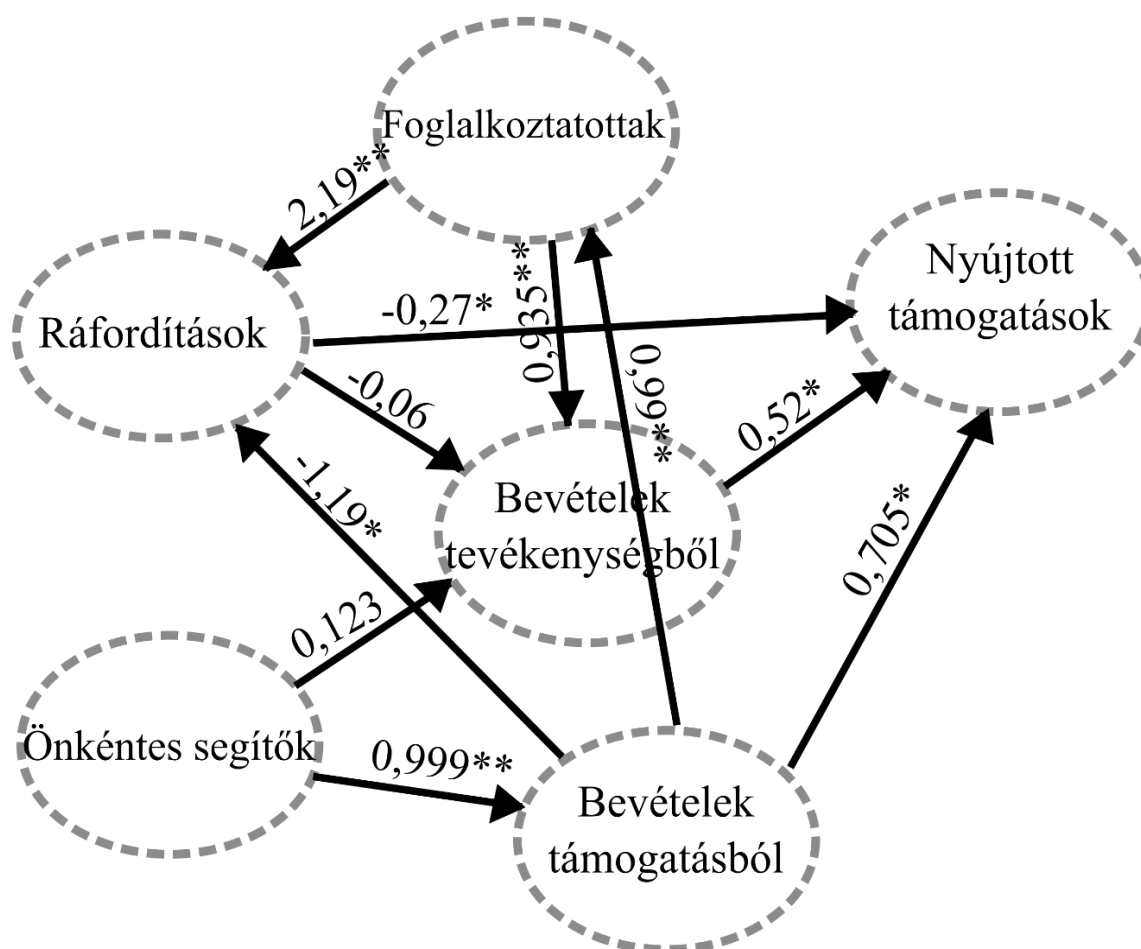 Foglalkoztatottak
2,19**
Nyújtott
támogatások
0,935**
-0,27*
Ráfordítások
0,99**
-0,06
0,52*
-1,19*
Bevételek
tevékenységből
0,705*
0,123
Önkéntes segítők
0,999**
Bevételek
támogatásból